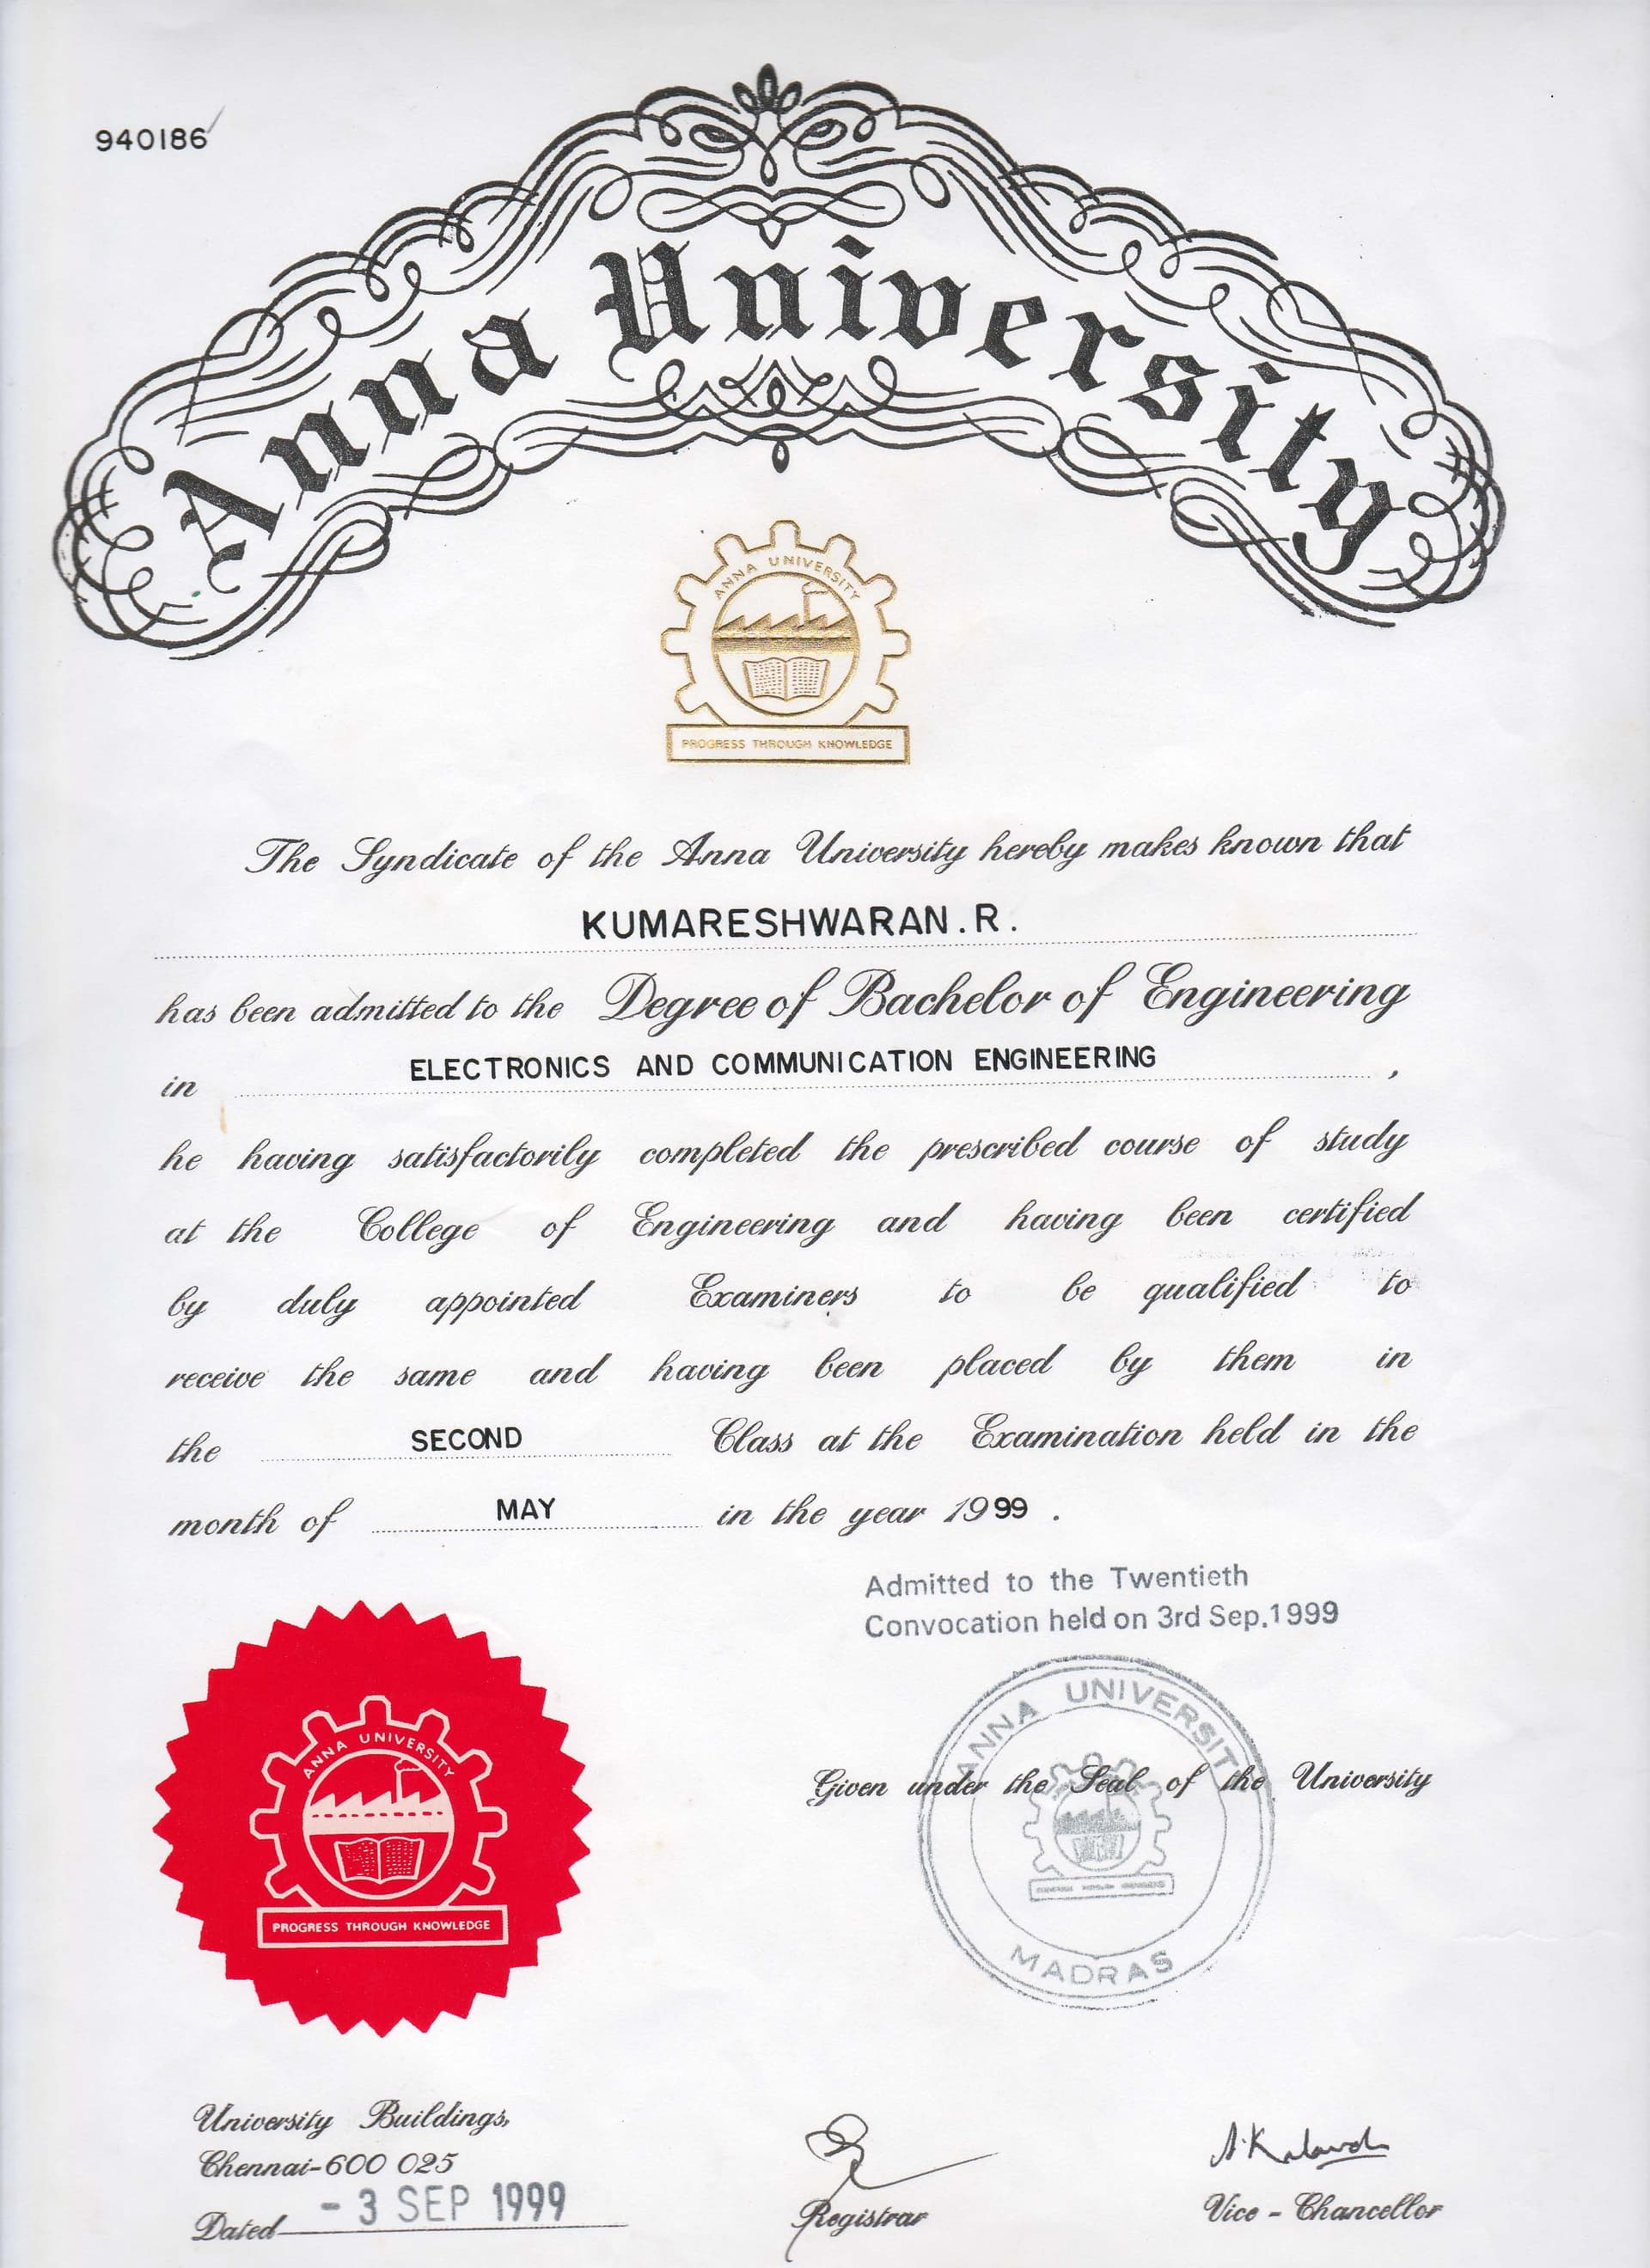 940186
Anna University
ANNA UNIVERSITY
PROGRESS THROUGH KNOWLEDGE
The Syndicate of the Anna University hereby makes known that
KUMARESHWARAN.R.
has been admitted to the Degree of Bachelor of Engineering
in ELECTRONICS AND COMMUNICATION ENGINEERING ,
he having satisfactorily completed the prescribed course of study
at the College of Engineering and having been certified
by duly appointed Examiners to be qualified to
receive the same and having been placed by them in
the SECOND Class at the Examination held in the
month of MAY in the year 1999 .
Admitted to the Twentieth
Convocation held on 3rd Sep.1999
ANNA UNIVERSITY
Given under the Seal of the University
MADRAS
ANNA UNIVERSITY
PROGRESS THROUGH KNOWLEDGE
University Buildings,
Chennai-600 025
Dated - 3 SEP 1999
Registrar
Vice - Chancellor